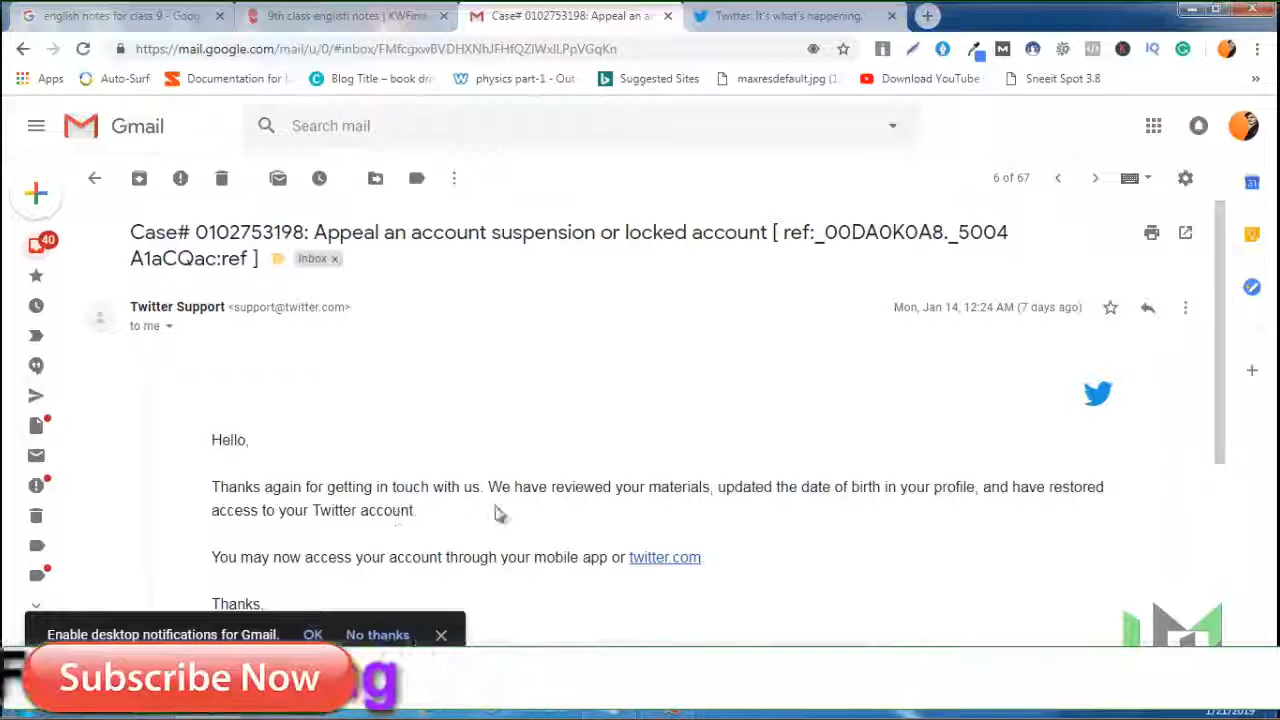 english notes for class 9 - Goog
9th class english notes | KWFin
Case# 0102753198: Appeal an a
Twitter. It's what's happening.
https://mail.google.com/mail/u/0/#inbox/FMfcgxwBVDHXNhJFHfQZlWxlLPpVGqKn
Apps
Auto-Surf
Documentation for
Blog Title – book dri
physics part-1 - Out
Suggested Sites
maxresdefault.jpg (1
Download YouTube
Sneeit Spot 3.8
»
Gmail
Search mail
6 of 67
Case# 0102753198: Appeal an account suspension or locked account [ ref:_00DA0K0A8._5004
A1aCQac:ref ]
Inbox x
40
Twitter Support <support@twitter.com>
Mon, Jan 14, 12:24 AM (7 days ago)
to me
Hello,
Thanks again for getting in touch with us. We have reviewed your materials, updated the date of birth in your profile, and have restored
access to your Twitter account.
You may now access your account through your mobile app or twitter.com
Thanks,
Enable desktop notifications for Gmail.
OK
No thanks
Subscribe Now
g
1/21/2019